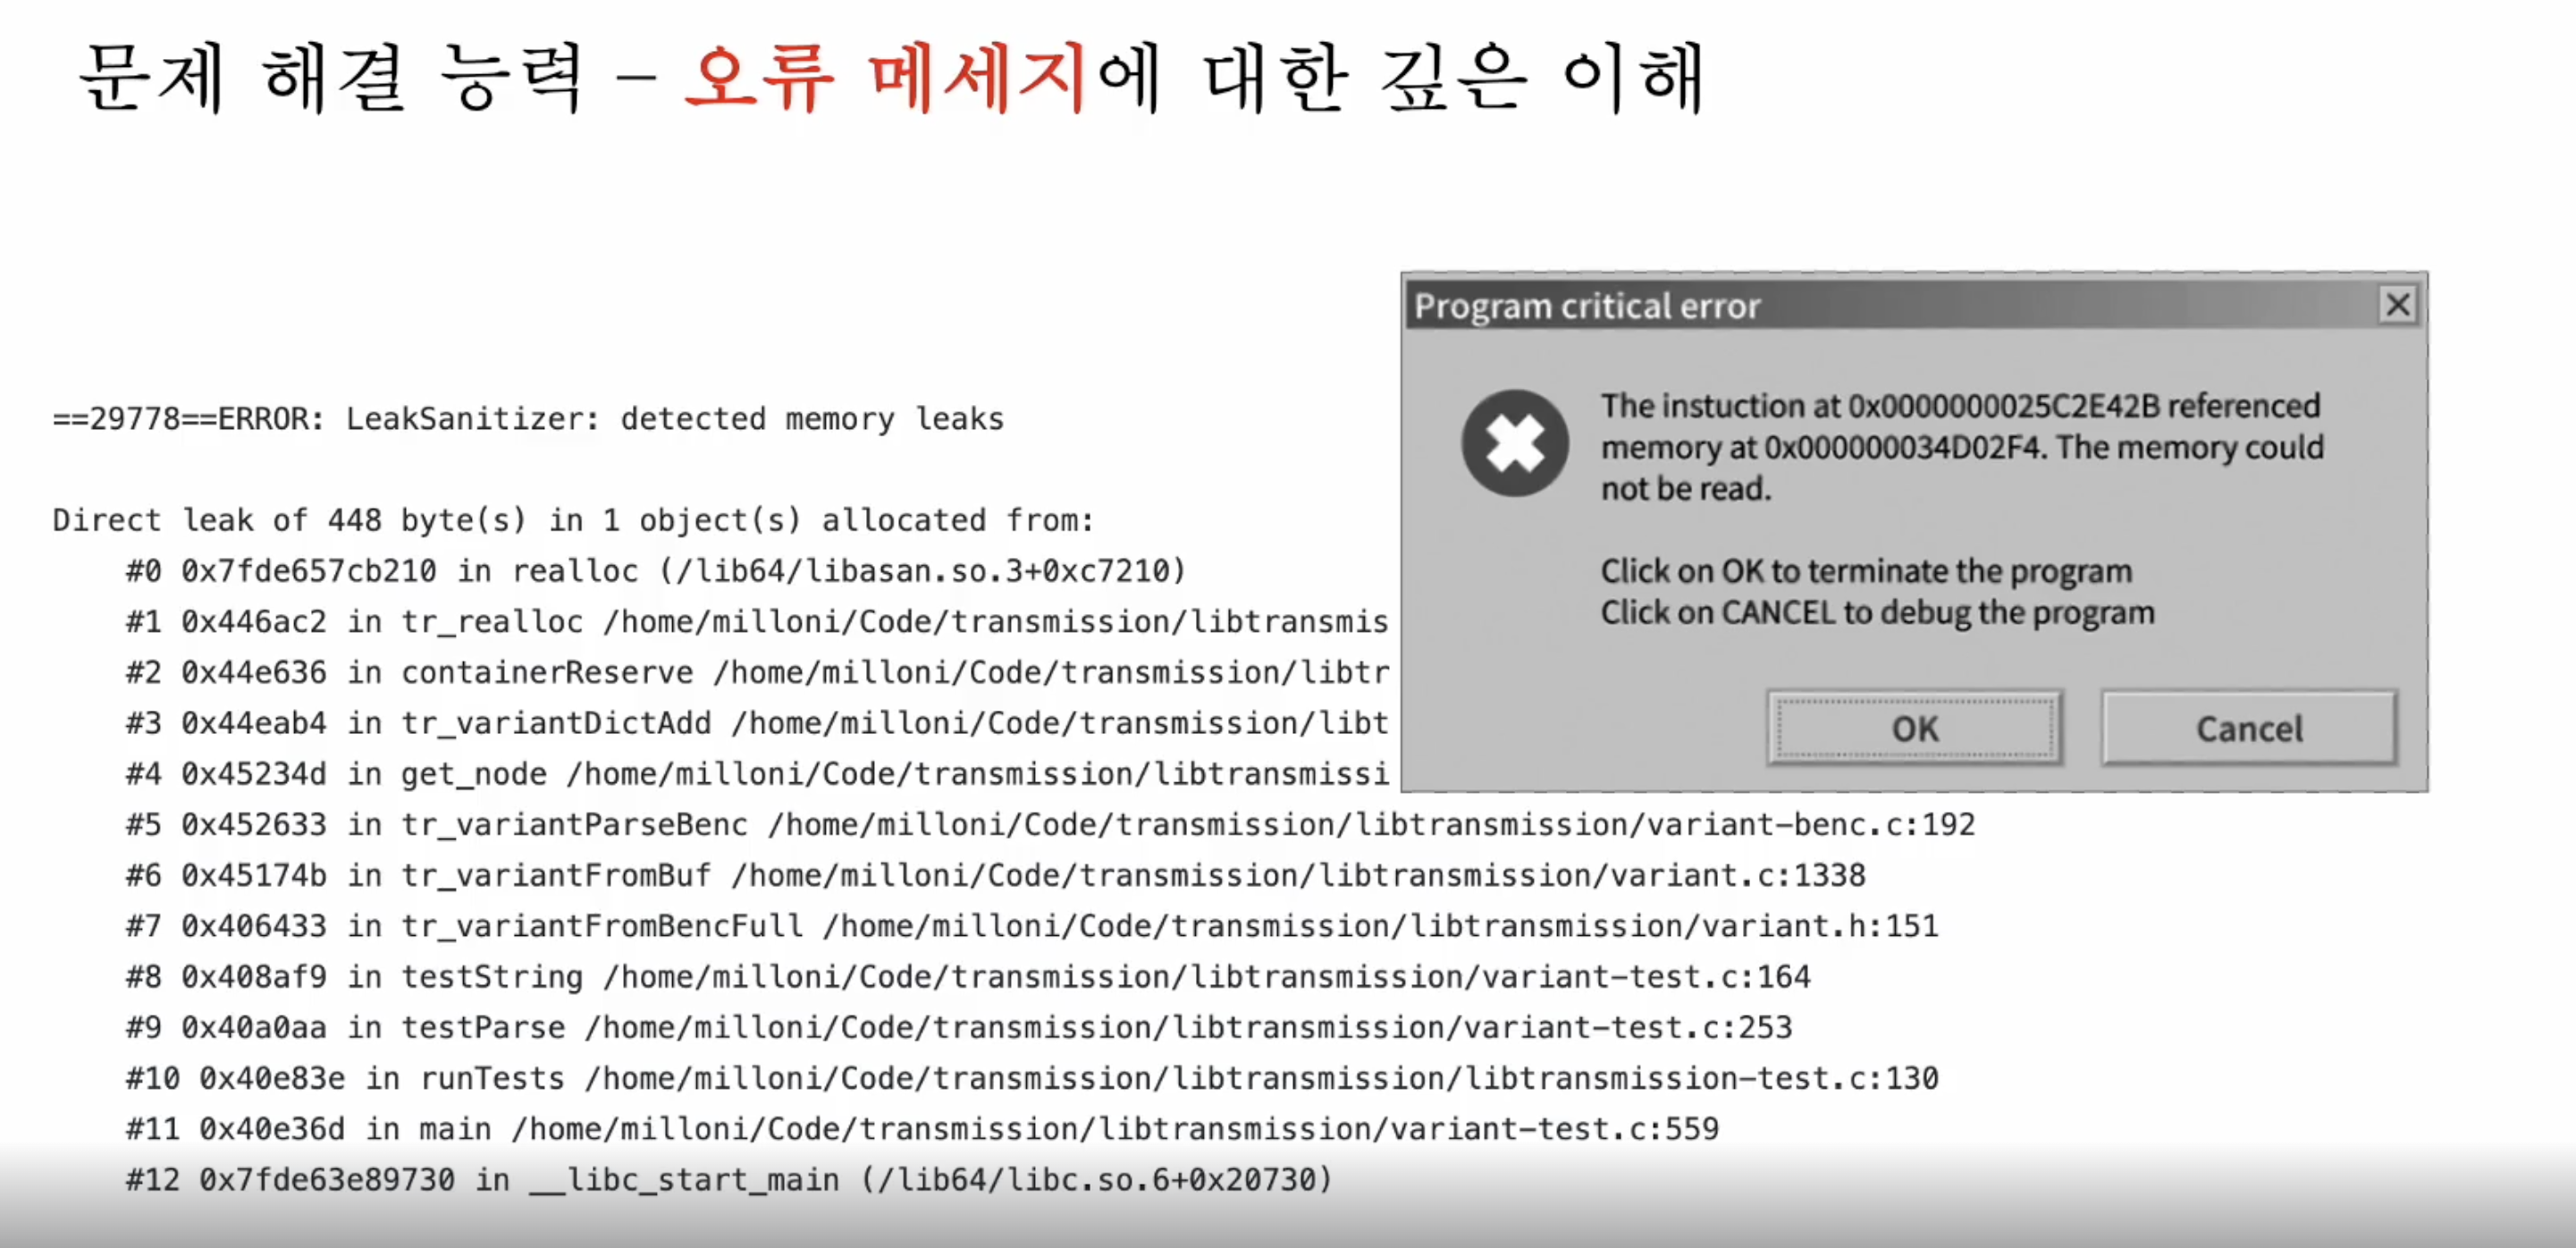 문제 해결 능력 – 오류 메세지에 대한 깊은 이해
==29778==ERROR: LeakSanitizer: detected memory leaks
Direct leak of 448 byte(s) in 1 object(s) allocated from:
#0 0x7fde657cb210 in realloc (/lib64/libasan.so.3+0xc7210)
#1 0x446ac2 in tr_realloc /home/milloni/Code/transmission/libtransmis
#2 0x44e636 in containerReserve /home/milloni/Code/transmission/libtr
#3 0x44eab4 in tr_variantDictAdd /home/milloni/Code/transmission/libt
#4 0x45234d in get_node /home/milloni/Code/transmission/libtransmissi
#5 0x452633 in tr_variantParseBenc /home/milloni/Code/transmission/libtransmission/variant-benc.c:192
#6 0x45174b in tr_variantFromBuf /home/milloni/Code/transmission/libtransmission/variant.c:1338
#7 0x406433 in tr_variantFromBencFull /home/milloni/Code/transmission/libtransmission/variant.h:151
#8 0x408af9 in testString /home/milloni/Code/transmission/libtransmission/variant-test.c:164
#9 0x40a0aa in testParse /home/milloni/Code/transmission/libtransmission/variant-test.c:253
#10 0x40e83e in runTests /home/milloni/Code/transmission/libtransmission/libtransmission-test.c:130
#11 0x40e36d in main /home/milloni/Code/transmission/libtransmission/variant-test.c:559
#12 0x7fde63e89730 in __libc_start_main (/lib64/libc.so.6+0x20730)
Program critical error
The instuction at 0x0000000025C2E42B referenced
memory at 0x000000034D02F4. The memory could
not be read.
Click on OK to terminate the program
Click on CANCEL to debug the program
OK
Cancel